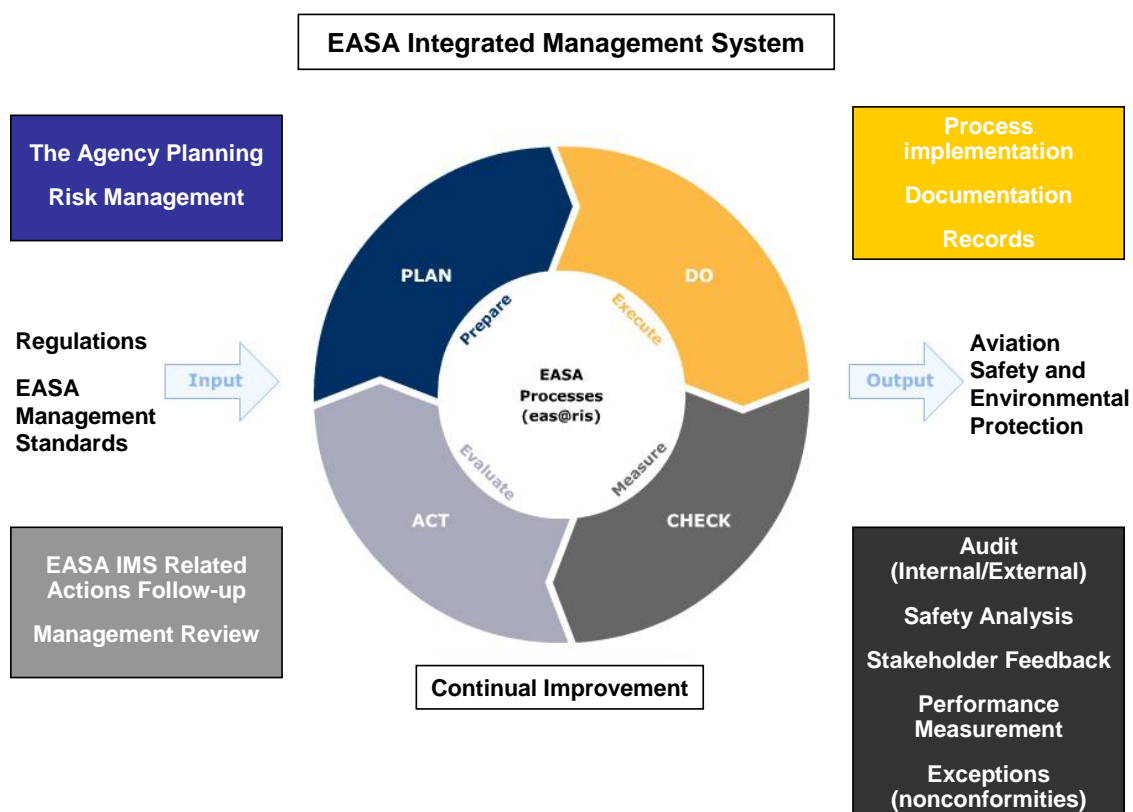 EASA Integrated Management System
The Agency Planning
Risk Management
Process
implementation
Documentation
Records
PLAN
DO
Prepare
Execute
Regulations
EASA
Management
Standards
Input
EASA
Processes
(eas@ris)
Output
Aviation
Safety and
Environmental
Protection
Evaluate
Measure
ACT
CHECK
EASA IMS Related
Actions Follow-up
Management Review
Audit
(Internal/External)
Safety Analysis
Stakeholder Feedback
Performance
Measurement
Exceptions
(nonconformities)
Continual Improvement